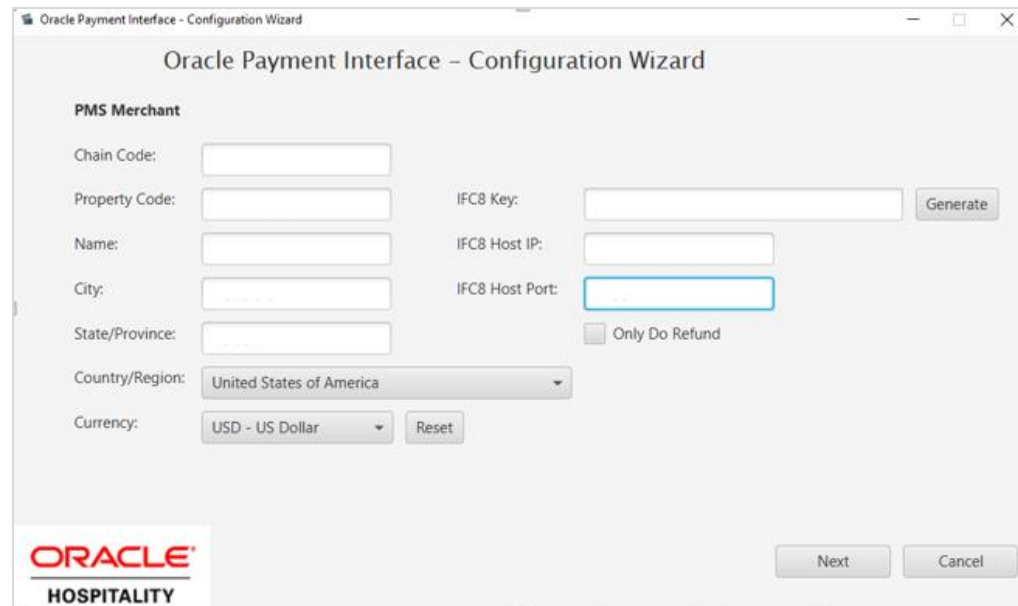 Oracle Payment Interface - Configuration Wizard
Oracle Payment Interface – Configuration Wizard
PMS Merchant
Chain Code:
Property Code:
IFC8 Key:
Generate
Name:
IFC8 Host IP:
City:
IFC8 Host Port:
State/Province:
Only Do Refund
Country/Region:
United States of America
Currency:
USD - US Dollar
Reset
ORACLE
HOSPITALITY
Next
Cancel